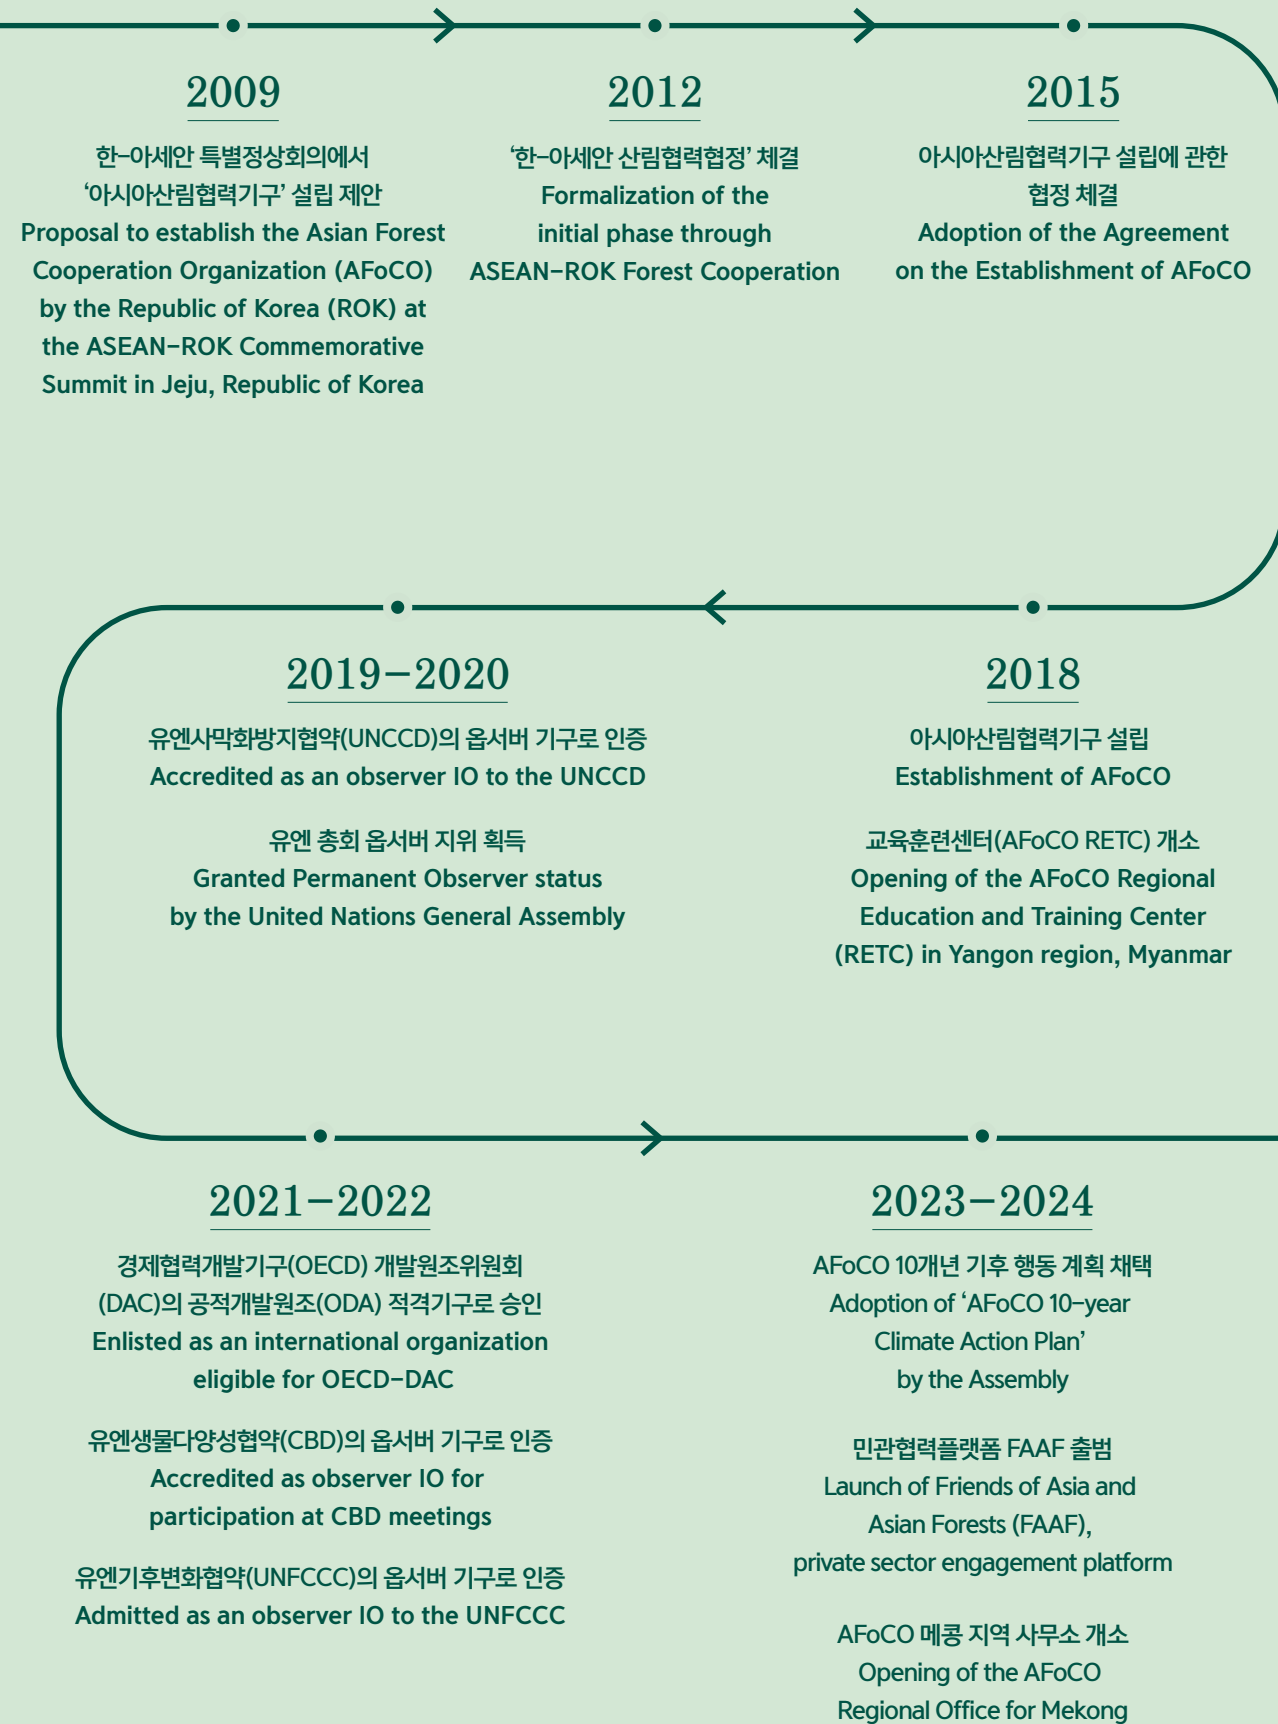 2009
한-아세안 특별정상회의에서
‘아시아산림협력기구’ 설립 제안
Proposal to establish the Asian Forest
Cooperation Organization (AFoCO)
by the Republic of Korea (ROK) at
the ASEAN-ROK Commemorative
Summit in Jeju, Republic of Korea
2012
‘한-아세안 산림협력협정’ 체결
Formalization of the
initial phase through
ASEAN-ROK Forest Cooperation
2015
아시아산림협력기구 설립에 관한
협정 체결
Adoption of the Agreement
on the Establishment of AFoCO
2018
아시아산림협력기구 설립
Establishment of AFoCO
교육훈련센터(AFoCO RETC) 개소
Opening of the AFoCO Regional
Education and Training Center
(RETC) in Yangon region, Myanmar
2019-2020
유엔사막화방지협약(UNCCD)의 옵서버 기구로 인증
Accredited as an observer IO to the UNCCD
유엔 총회 옵서버 지위 획득
Granted Permanent Observer status
by the United Nations General Assembly
2021-2022
경제협력개발기구(OECD) 개발원조위원회
(DAC)의 공적개발원조(ODA) 적격기구로 승인
Enlisted as an international organization
eligible for OECD-DAC
유엔생물다양성협약(CBD)의 옵서버 기구로 인증
Accredited as observer IO for
participation at CBD meetings
유엔기후변화협약(UNFCCC)의 옵서버 기구로 인증
Admitted as an observer IO to the UNFCCC
2023-2024
AFoCO 10개년 기후 행동 계획 채택
Adoption of ‘AFoCO 10-year
Climate Action Plan’
by the Assembly
민관협력플랫폼 FAAF 출범
Launch of Friends of Asia and
Asian Forests (FAAF),
private sector engagement platform
AFoCO 메콩 지역 사무소 개소
Opening of the AFoCO
Regional Office for Mekong